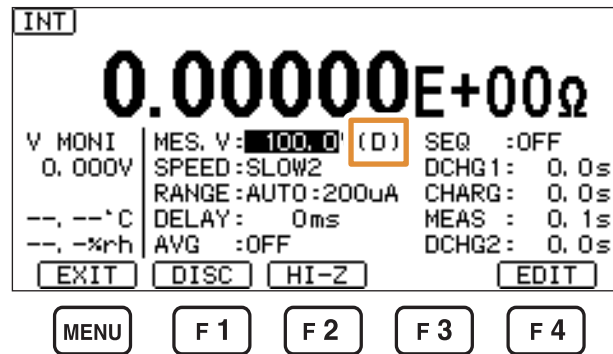 INT
0.00000E+00Ω
V MONI MES. V: 100.0' (D) SEQ :OFF
0.000V SPEED:SLOW2 DCHG1: 0.0s
RANGE:AUTO:200uA CHARG: 0.0s
--.--°C DELAY: 0ms MEAS : 0.1s
--.-%rh AVG :OFF DCHG2: 0.0s
EXIT DISC HI-Z EDIT
MENU F1 F2 F3 F4